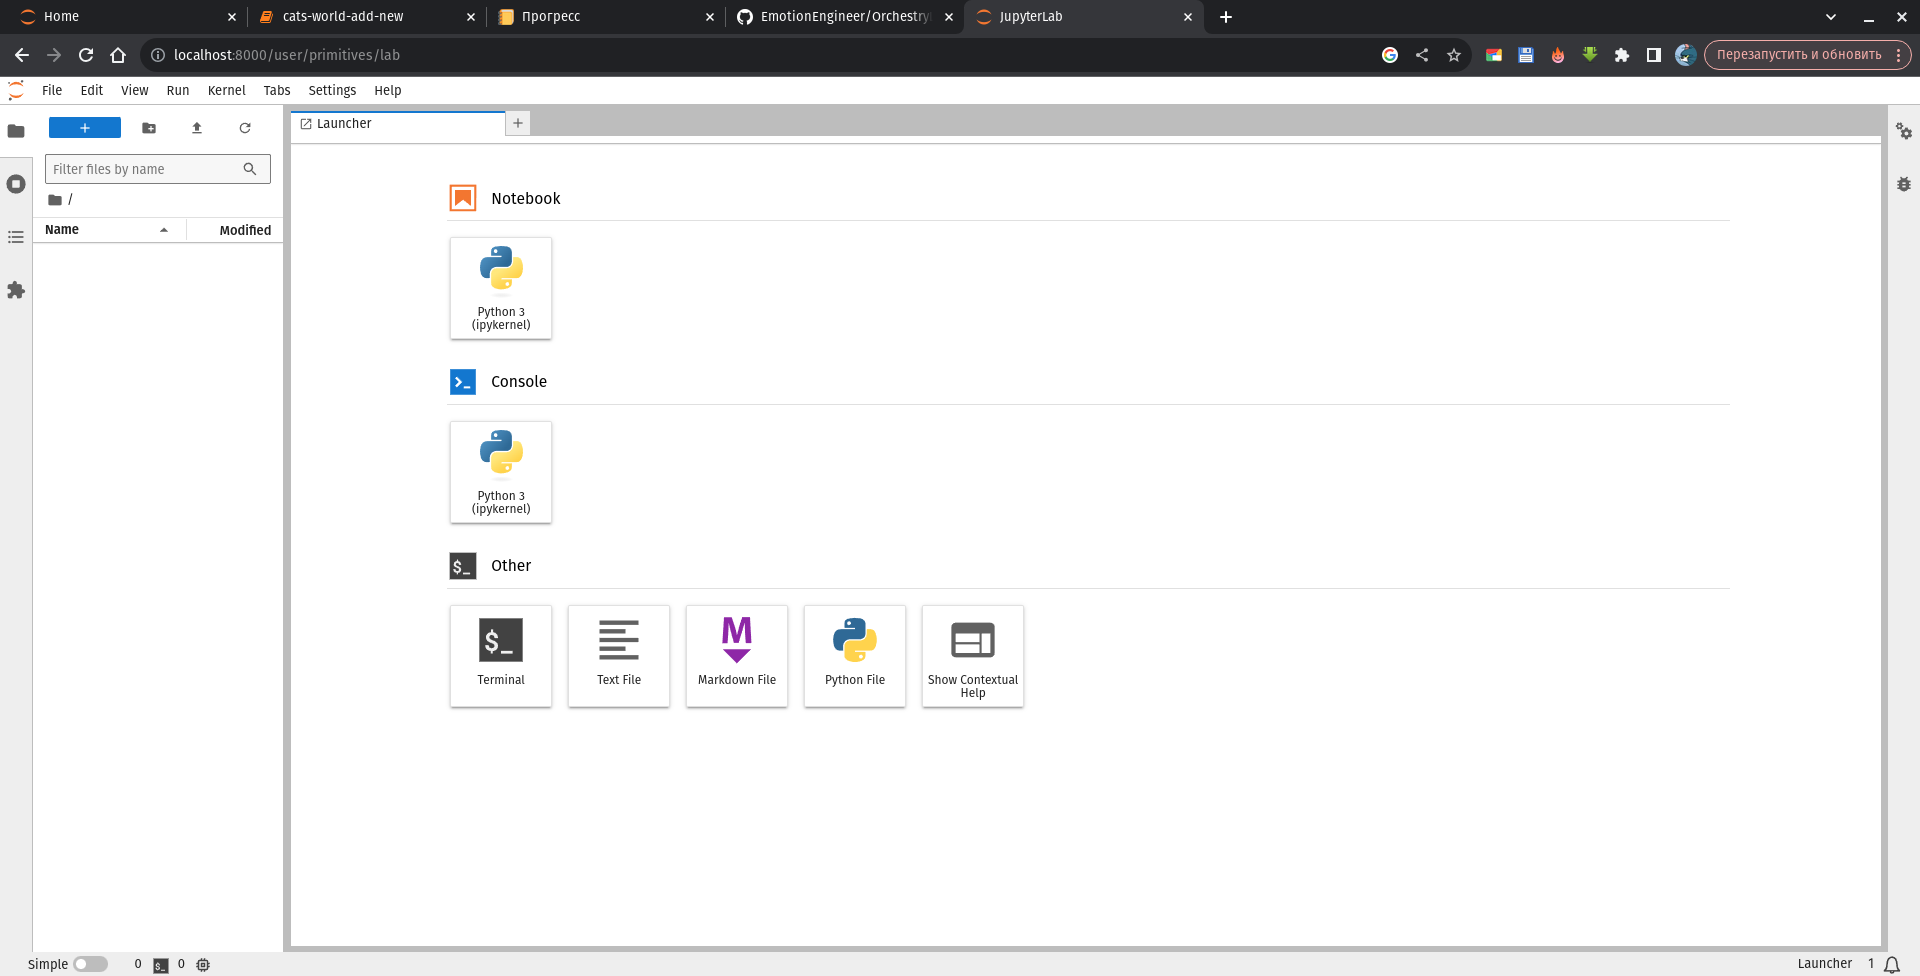 Home
cats-world-add-new
Прогресс
EmotionEngineer/Orchestry
JupyterLab
localhost:8000/user/primitives/lab
Перезапустить и обновить
File Edit View Run Kernel Tabs Settings Help
Launcher
Filter files by name
/
Name Modified
Notebook
Python 3
(ipykernel)
Console
Python 3
(ipykernel)
$_ Other
$_
Terminal
Text File
M
Markdown File
Python File
Show Contextual
Help
Simple 0 $_ 0
Launcher 1